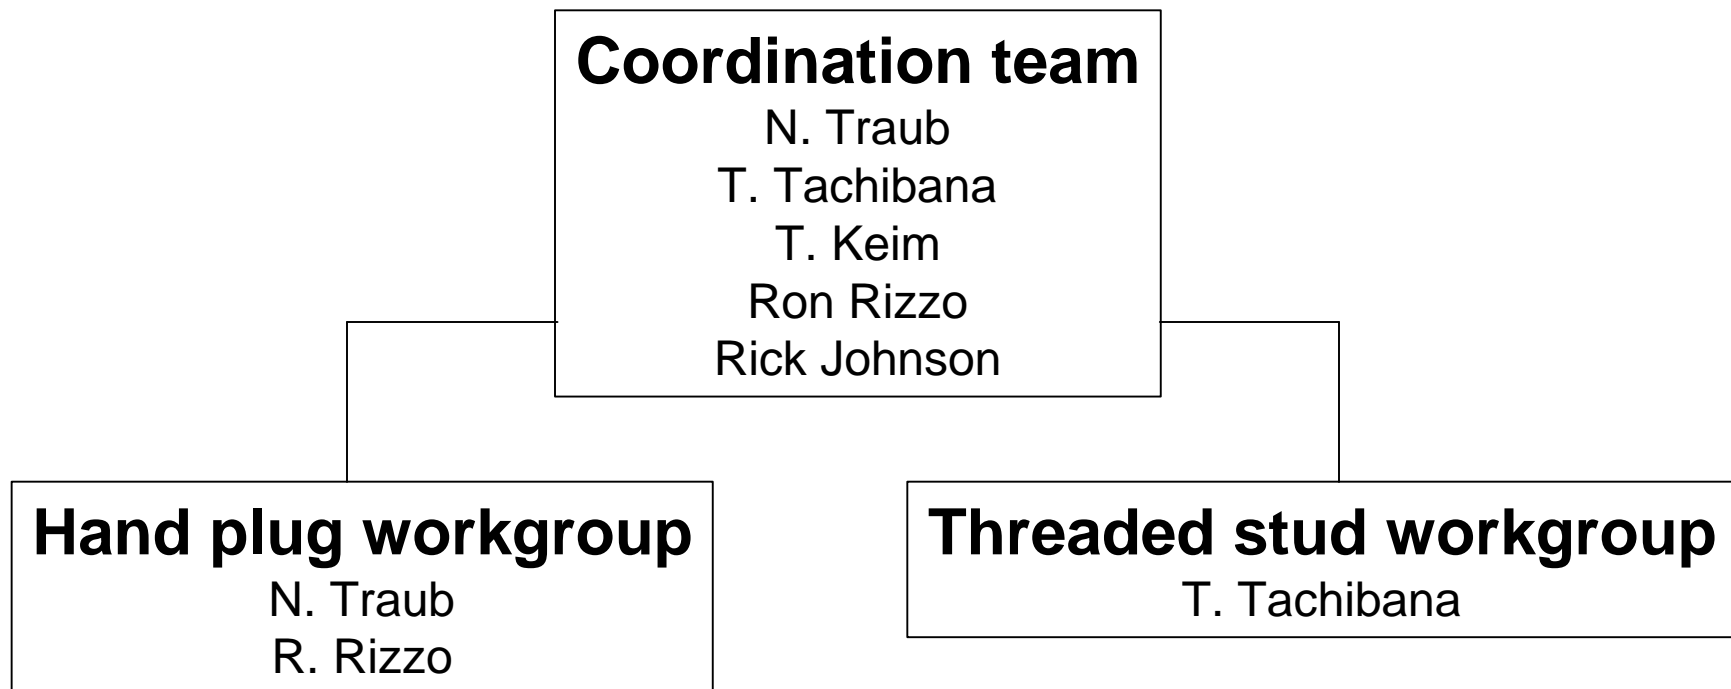 Coordination team
N. Traub
T. Tachibana
T. Keim
Ron Rizzo
Rick Johnson
Hand plug workgroup
N. Traub
R. Rizzo
Threaded stud workgroup
T. Tachibana